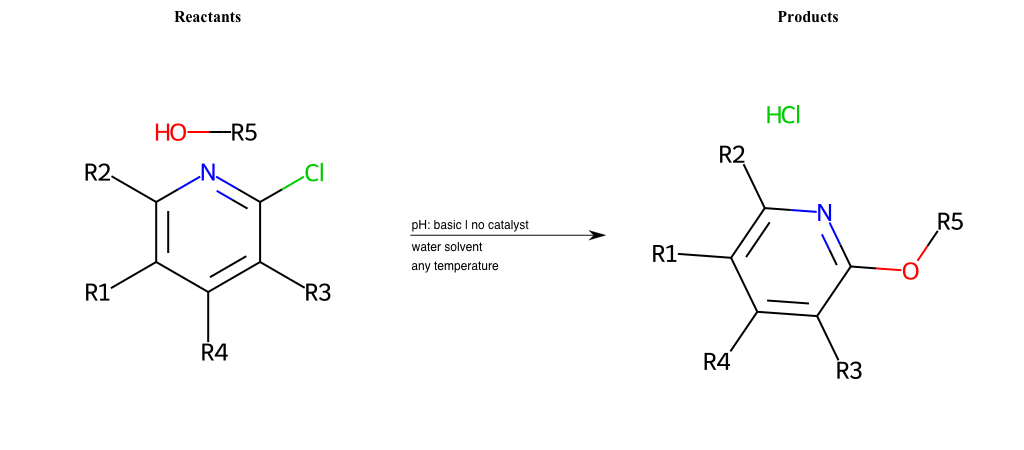 Reactants
Products
HO R5
R2 N Cl
R1 R3
R4
pH: basic | no catalyst
water solvent
any temperature
HCl
R2
N R5
R1 O
R4 R3